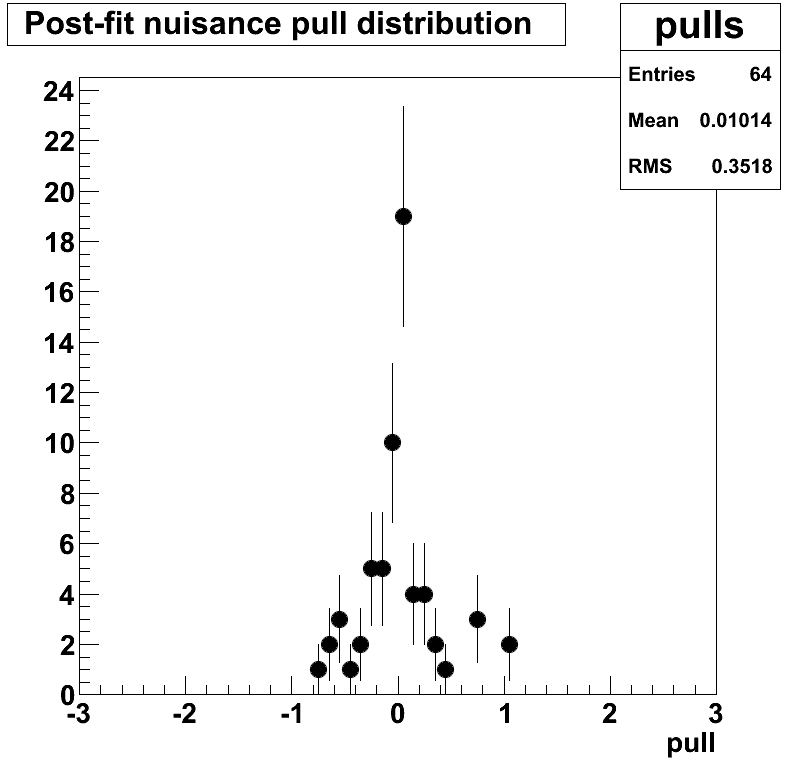 Post-fit nuisance pull distribution
pulls
Entries 64
Mean 0.01014
RMS 0.3518
24
22
20
18
16
14
12
10
8
6
4
2
0
-3 -2 -1 0 1 2 3
pull